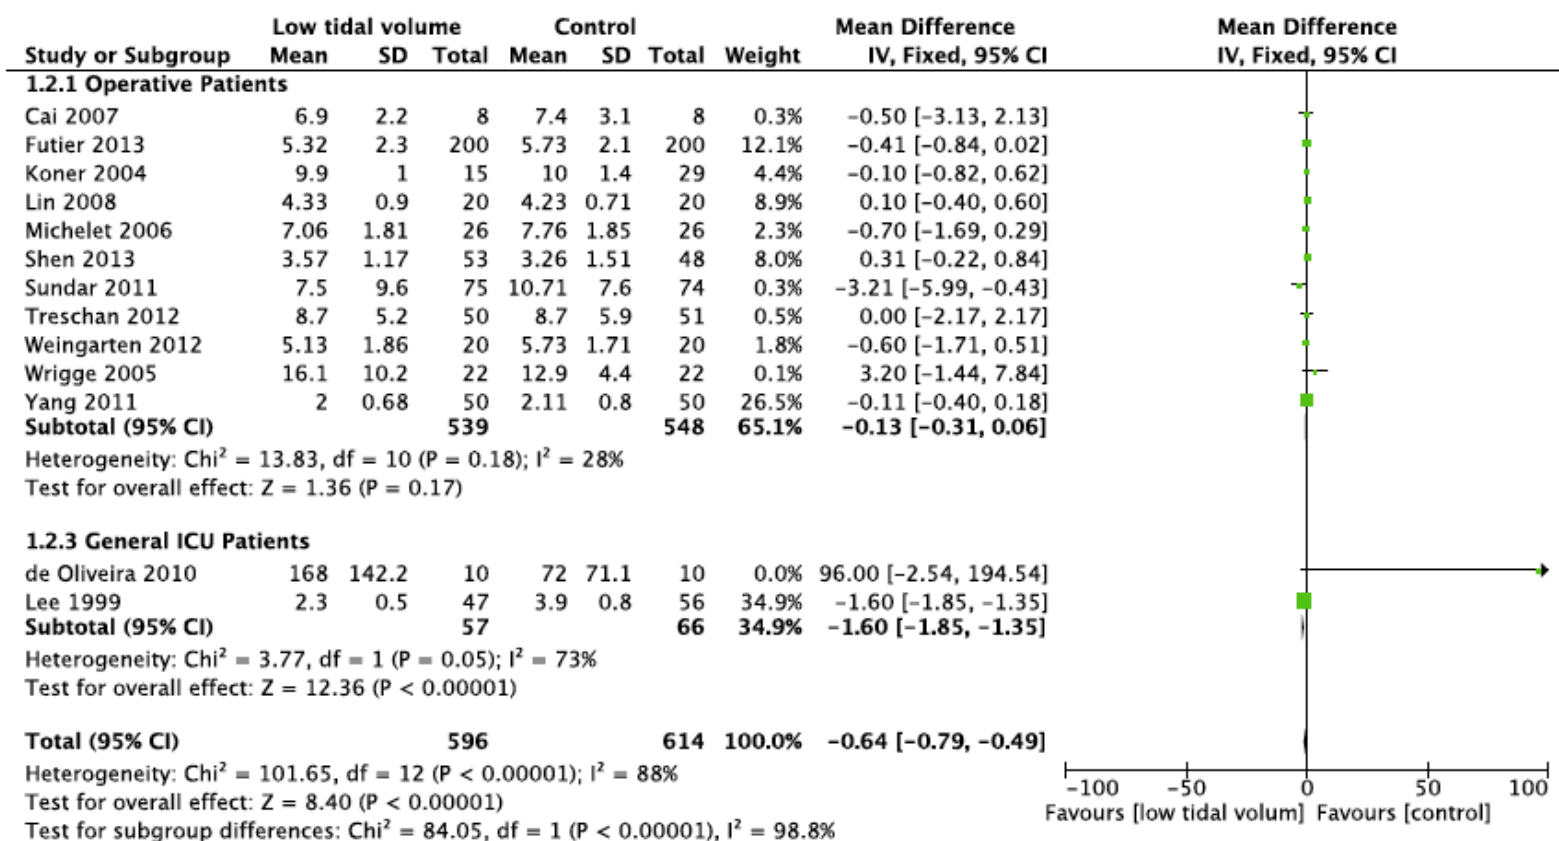 Low tidal volume Control Mean Difference Mean Difference
Study or Subgroup Mean SD Total Mean SD Total Weight IV, Fixed, 95% CI IV, Fixed, 95% CI
1.2.1 Operative Patients
Cai 2007 6.9 2.2 8 7.4 3.1 8 0.3% −0.50 [−3.13, 2.13]
Futier 2013 5.32 2.3 200 5.73 2.1 200 12.1% −0.41 [−0.84, 0.02]
Koner 2004 9.9 1 15 10 1.4 29 4.4% −0.10 [−0.82, 0.62]
Lin 2008 4.33 0.9 20 4.23 0.71 20 8.9% 0.10 [−0.40, 0.60]
Michelet 2006 7.06 1.81 26 7.76 1.85 26 2.3% −0.70 [−1.69, 0.29]
Shen 2013 3.57 1.17 53 3.26 1.51 48 8.0% 0.31 [−0.22, 0.84]
Sundar 2011 7.5 9.6 75 10.71 7.6 74 0.3% −3.21 [−5.99, −0.43]
Treschan 2012 8.7 5.2 50 8.7 5.9 51 0.5% 0.00 [−2.17, 2.17]
Weingarten 2012 5.13 1.86 20 5.73 1.71 20 1.8% −0.60 [−1.71, 0.51]
Wrigge 2005 16.1 10.2 22 12.9 4.4 22 0.1% 3.20 [−1.44, 7.84]
Yang 2011 2 0.68 50 2.11 0.8 50 26.5% −0.11 [−0.40, 0.18]
Subtotal (95% CI) 539 548 65.1% −0.13 [−0.31, 0.06]
Heterogeneity: Chi² = 13.83, df = 10 (P = 0.18); I² = 28%
Test for overall effect: Z = 1.36 (P = 0.17)
1.2.3 General ICU Patients
de Oliveira 2010 168 142.2 10 72 71.1 10 0.0% 96.00 [−2.54, 194.54]
Lee 1999 2.3 0.5 47 3.9 0.8 56 34.9% −1.60 [−1.85, −1.35]
Subtotal (95% CI) 57 66 34.9% −1.60 [−1.85, −1.35]
Heterogeneity: Chi² = 3.77, df = 1 (P = 0.05); I² = 73%
Test for overall effect: Z = 12.36 (P < 0.00001)
Total (95% CI) 596 614 100.0% −0.64 [−0.79, −0.49]
Heterogeneity: Chi² = 101.65, df = 12 (P < 0.00001); I² = 88%
Test for overall effect: Z = 8.40 (P < 0.00001)
Test for subgroup differences: Chi² = 84.05, df = 1 (P < 0.00001), I² = 98.8%
−100 −50 0 50 100
Favours [low tidal volum] Favours [control]